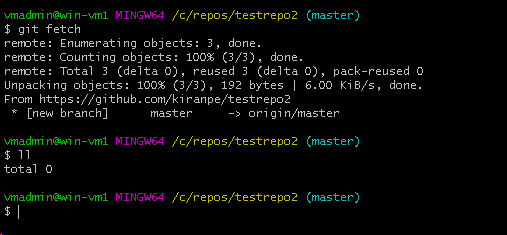 vmadmin@win-vm1 MINGW64 /c/repos/testrepo2 (master)
$ git fetch
remote: Enumerating objects: 3, done.
remote: Counting objects: 100% (3/3), done.
remote: Total 3 (delta 0), reused 3 (delta 0), pack-reused 0
Unpacking objects: 100% (3/3), 192 bytes | 6.00 KiB/s, done.
From https://github.com/kiranpe/testrepo2
 * [new branch]      master     -> origin/master
vmadmin@win-vm1 MINGW64 /c/repos/testrepo2 (master)
$ ll
total 0
vmadmin@win-vm1 MINGW64 /c/repos/testrepo2 (master)
$